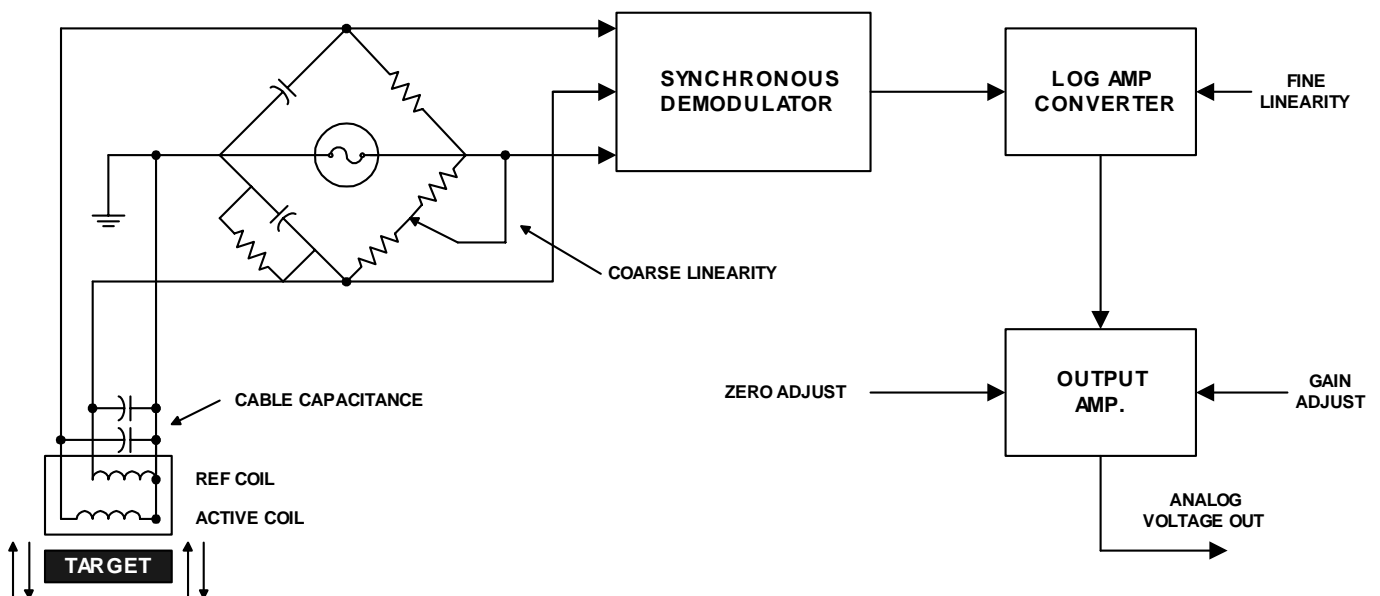 SYNCHRONOUS
DEMODULATOR
LOG AMP
CONVERTER
FINE
LINEARITY
COARSE LINEARITY
CABLE CAPACITANCE
ZERO ADJUST
OUTPUT
AMP.
GAIN
ADJUST
REF COIL
ACTIVE COIL
ANALOG
VOLTAGE OUT
TARGET